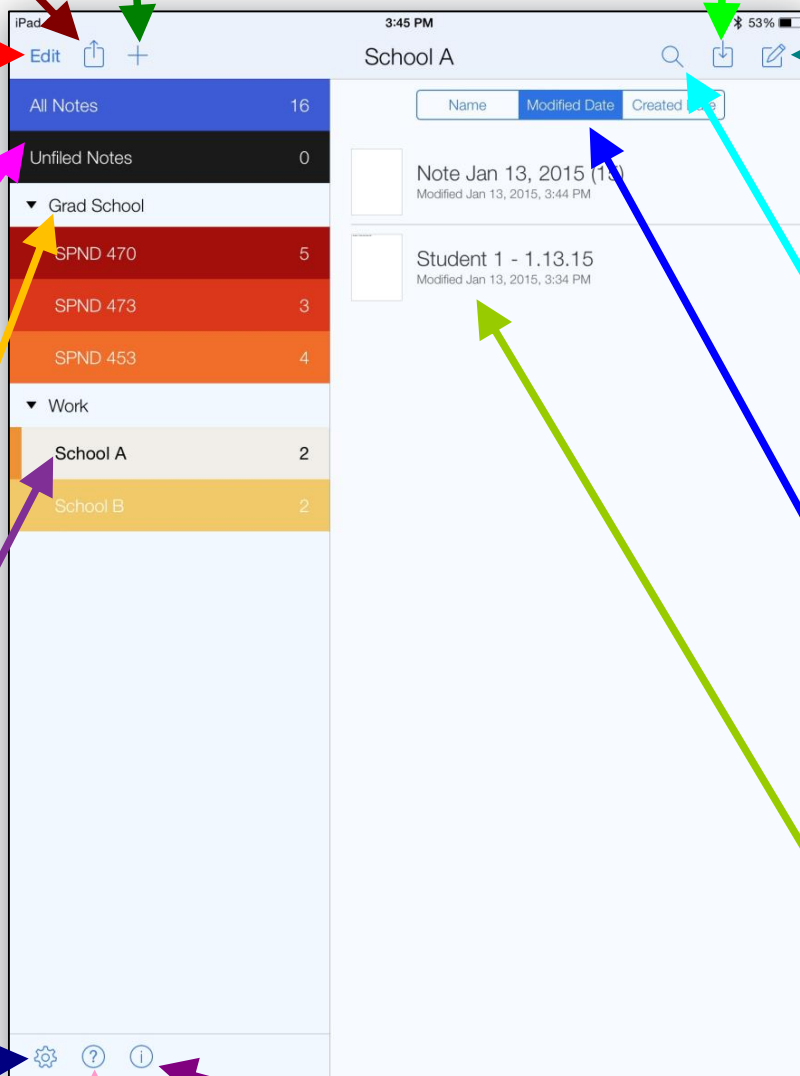 iPad 3:45 PM 53%
Edit School A
All Notes 16
Unfiled Notes 0
Grad School
SPND 470 5
SPND 473 3
SPND 453 4
Work
School A 2
School B 2
Name Modified Date Created
Note Jan 13, 2015 (15)
Modified Jan 13, 2015, 3:44 PM
Student 1 - 1.13.15
Modified Jan 13, 2015, 3:34 PM